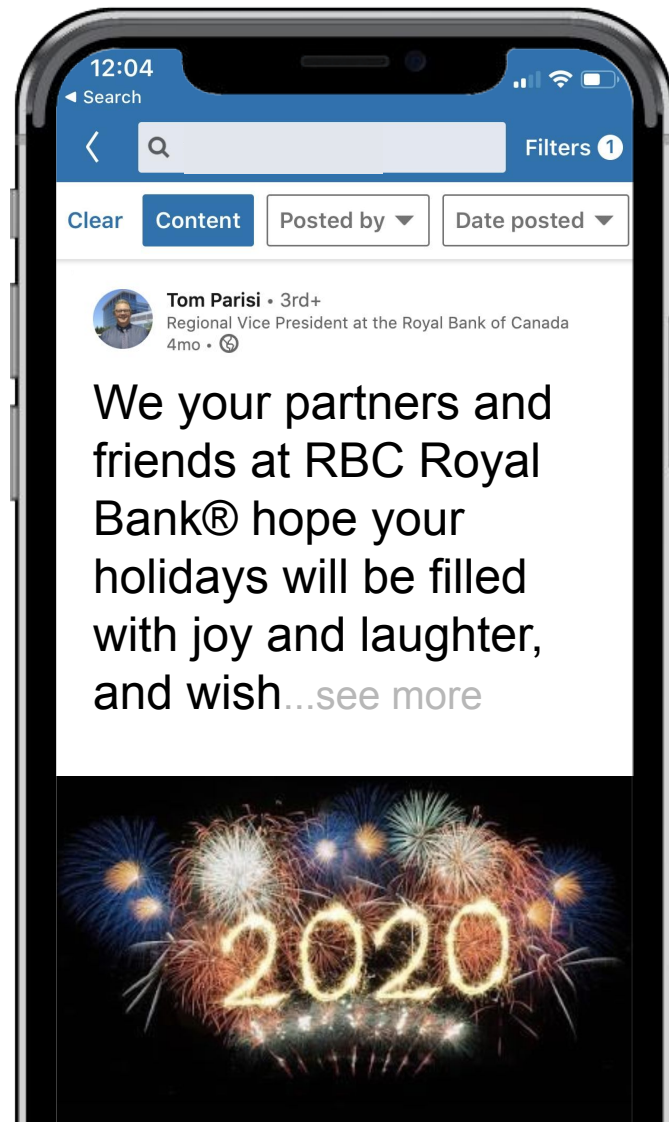 12:04
◀ Search
Filters 1
Clear Content Posted by Date posted
Tom Parisi • 3rd+
Regional Vice President at the Royal Bank of Canada
4mo •
We your partners and
friends at RBC Royal
Bank® hope your
holidays will be filled
with joy and laughter,
and wish...see more
2020